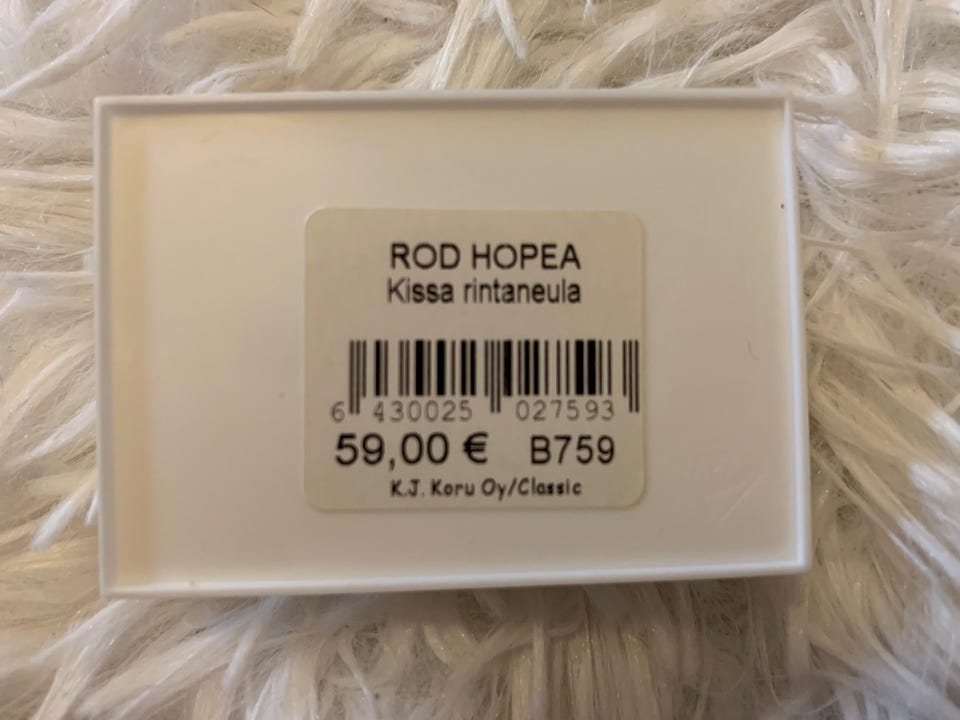 ROD HOPEA
Kissa rintaneula
6 430025 027593
59,00 € B759
K.J. Koru Oy/Classic